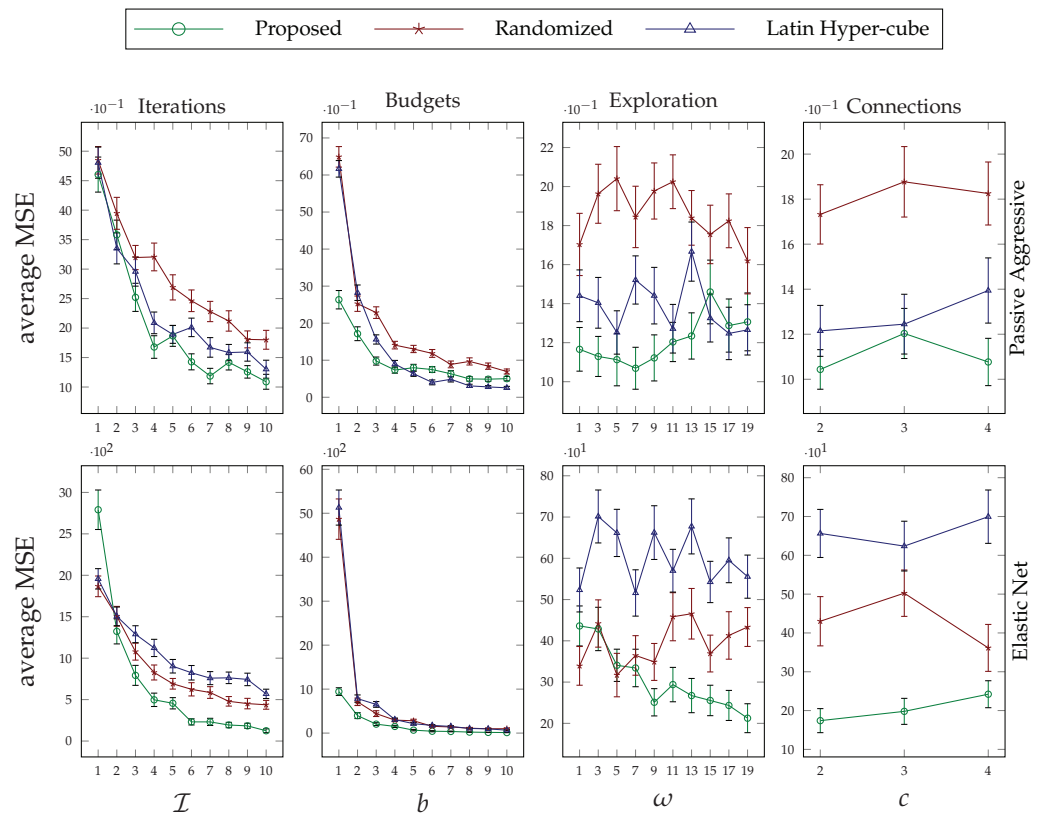 Proposed Randomized Latin Hyper-cube
Iterations Budgets Exploration Connections
·10⁻¹ ·10⁻¹ ·10⁻¹
average MSE
50
45
40
35
30
25
20
15
10
1 2 3 4 5 6 7 8 9 10
70
60
50
40
30
20
10
0
1 2 3 4 5 6 7 8 9 10
22
20
18
16
14
12
10
1 3 5 7 9 11 13 15 17 19
20
18
16
14
12
10
2 3 4
Passive Aggressive
·10² ·10² ·10¹ ·10¹
average MSE
30
20
10
5
0
1 2 3 4 5 6 7 8 9 10
I
60
50
40
20
10
0
1 2 3 4 5 6 7 8 9 10
b
80
70
60
50
40
30
20
1 3 5 7 9 11 13 15 17 19
ω
80
70
60
50
40
30
20
10
2 3 4
c
Elastic Net